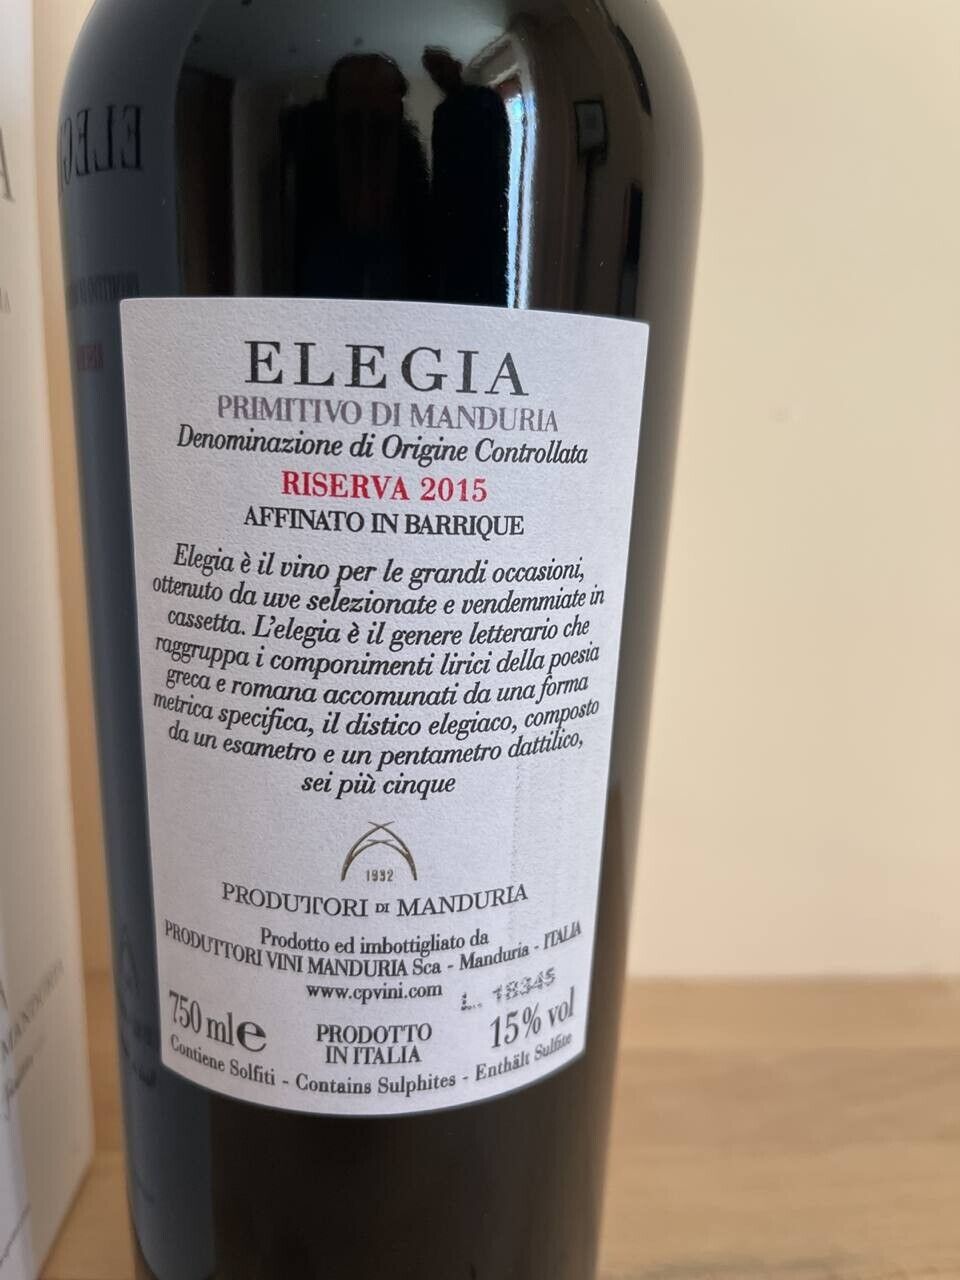 ELEGIA
PRIMITIVO DI MANDURIA
Denominazione di Origine Controllata
RISERVA 2015
AFFINATO IN BARRIQUE
Elegia è il vino per le grandi occasioni,
ottenuto da uve selezionate e vendemmiate in
cassetta. L'elegia è il genere letterario che
raggruppa i componimenti lirici della poesia
greca e romana accomunati da una forma
metrica specifica, il distico elegiaco, composto
da un esametro e un pentametro dattilico,
sei più cinque
1932
PRODUTTORI DI MANDURIA
Prodotto ed imbottigliato da
PRODUTTORI VINI MANDURIA Sca - Manduria - ITALIA
www.cpvini.com
L.. 18345
750 ml e
PRODOTTO
IN ITALIA
15% vol
Contiene Solfiti - Contains Sulphites - Enthält Sulfite